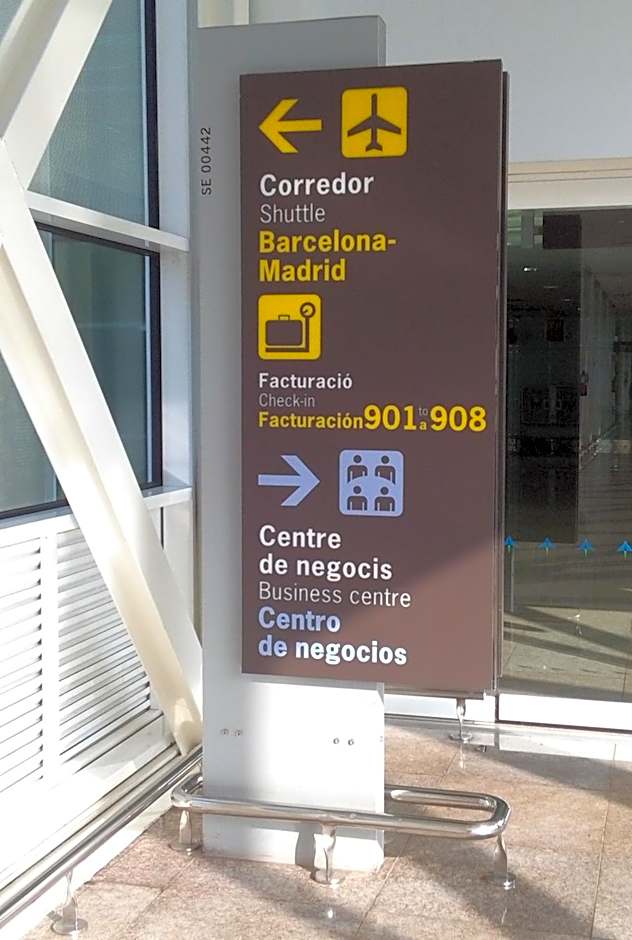 SE 00442
Corredor
Shuttle
Barcelona-
Madrid
Facturació
Check-in
Facturación 901 to a 908
Centre
de negocis
Business centre
Centro
de negocios